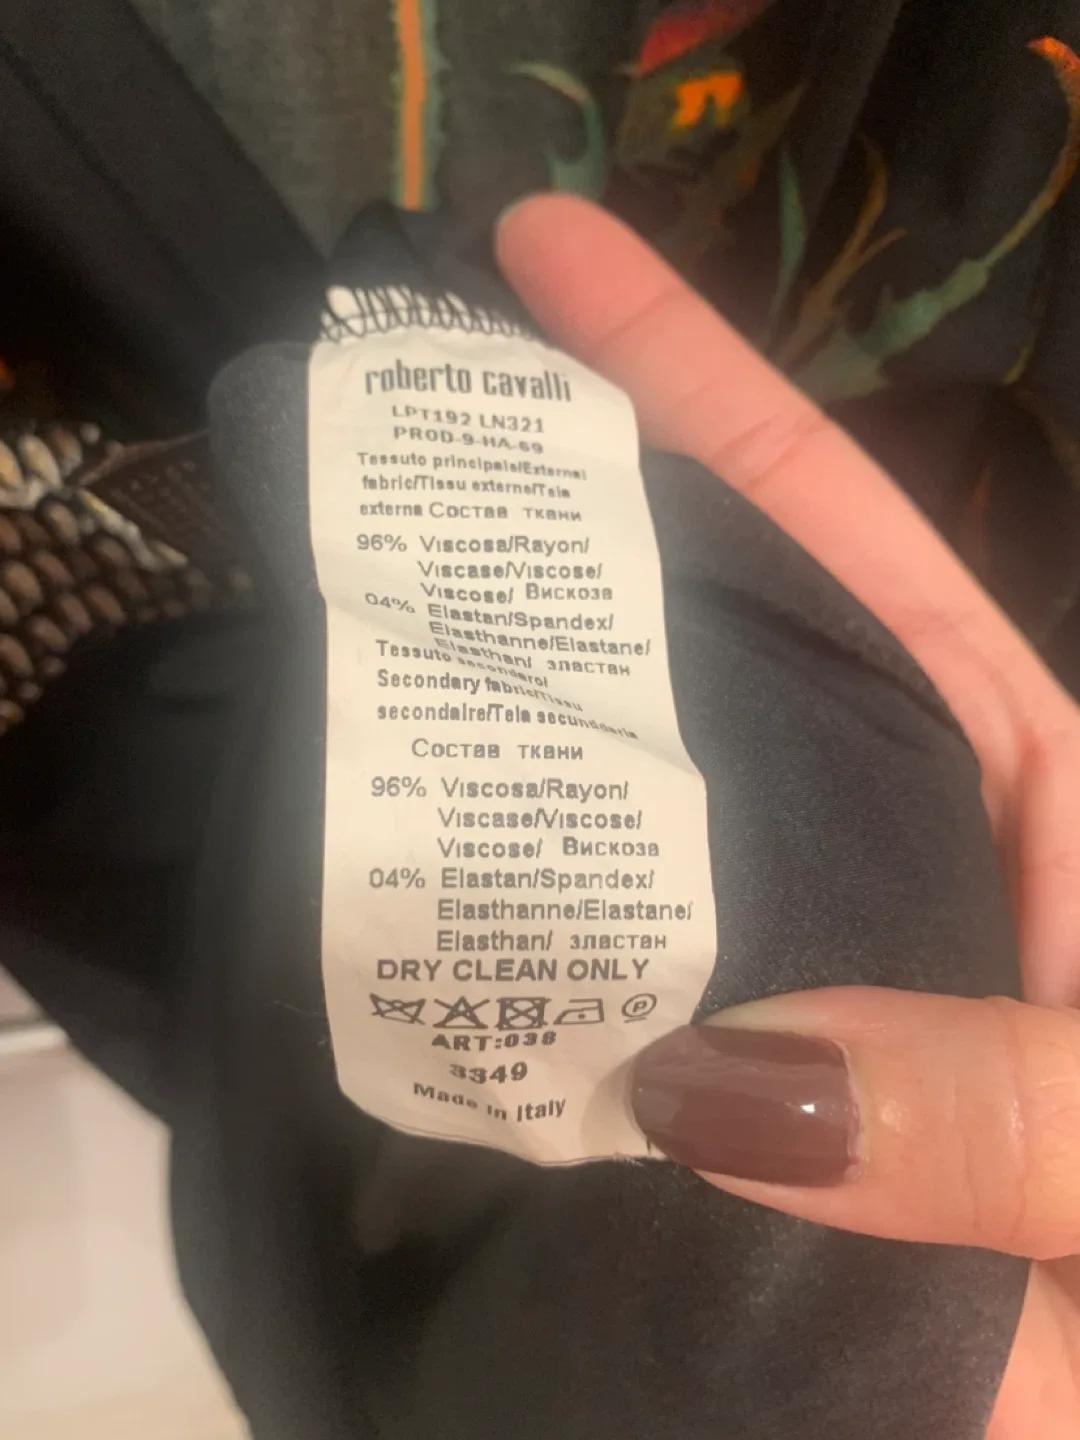 roberto cavalli
LPT192 LN321
PROD-9-HA-69
Tessuto principale/External
fabric/Tissu externe/Tela
externa Состав ткани
96% Viscosa/Rayon/
Viscase/Viscose/
Viscose/ Вискоза
04% Elastan/Spandex/
Elasthanne/Elastane/
Elasthan/ эластан
Tessuto secondaro/
Secondary fabric/Tissu
secondaire/Tela secundaria
Состав ткани
96% Viscosa/Rayon/
Viscase/Viscose/
Viscose/ Вискоза
04% Elastan/Spandex/
Elasthanne/Elastane/
Elasthan/ эластан
DRY CLEAN ONLY
P
ART:038
3349
Made in Italy